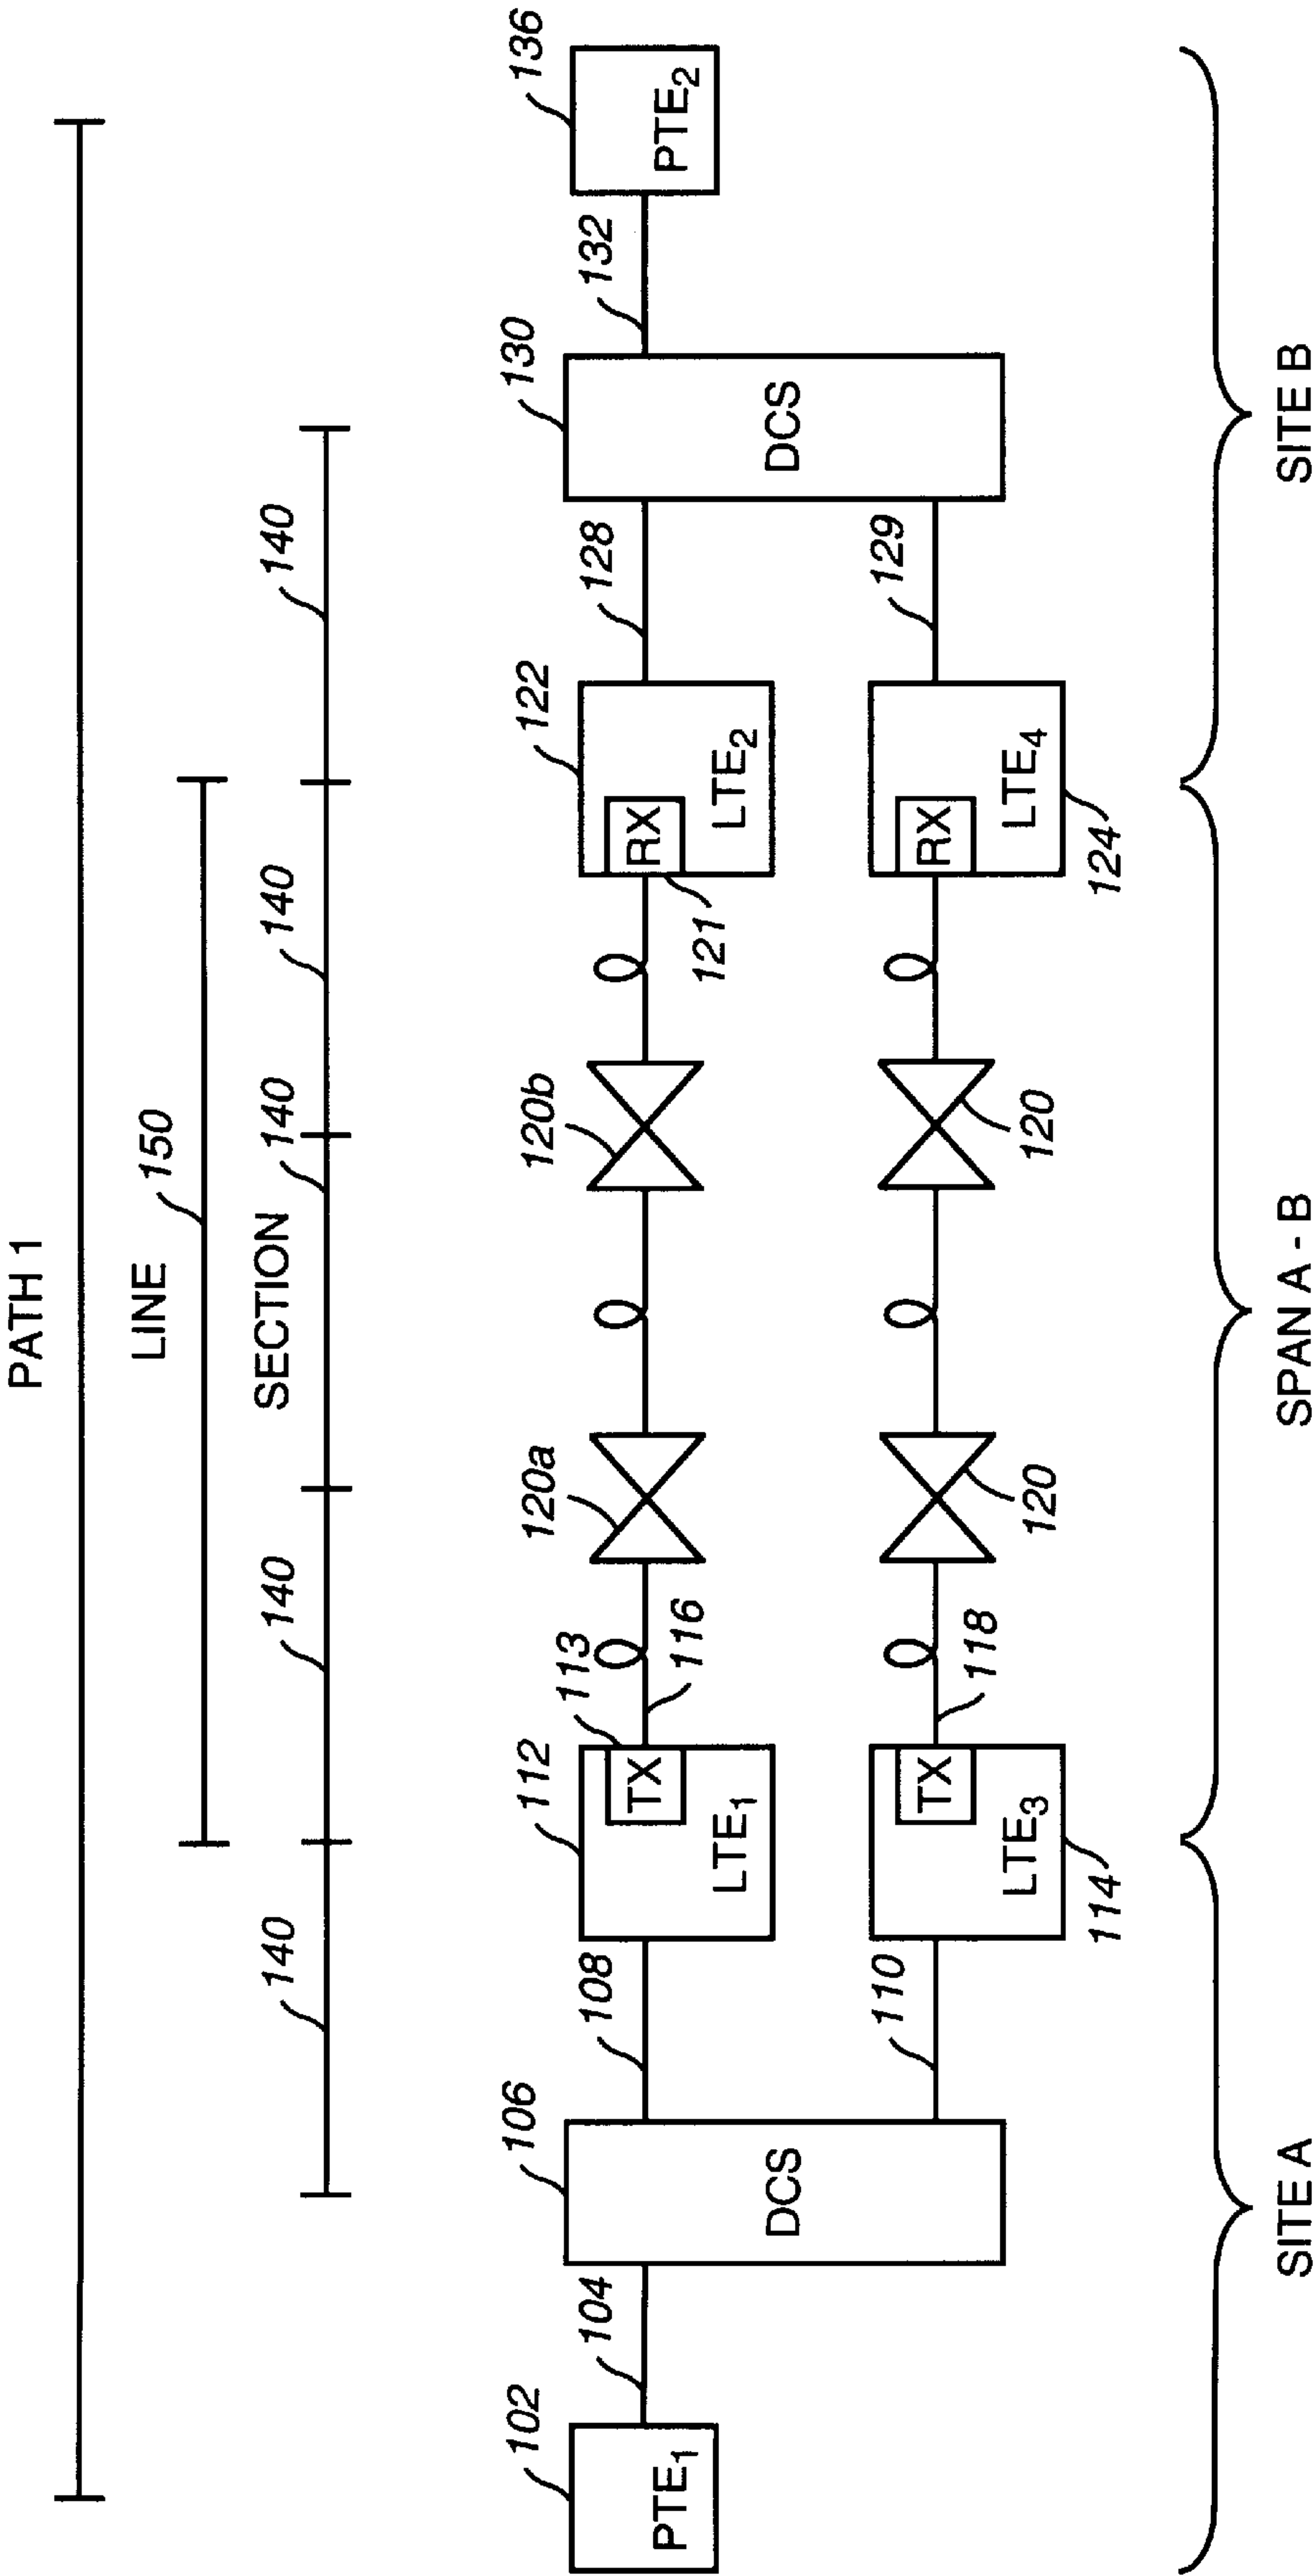 PATH 1
LINE
150
SECTION
140
140
140
140
140
102
PTE₁
104
106
DCS
108
110
112
113
TX
LTE₁
114
TX
LTE₃
116
118
120a
120
120b
120
121
RX
122
LTE₂
RX
LTE₄
124
128
129
130
DCS
132
136
PTE₂
SITE A
SPAN A - B
SITE B